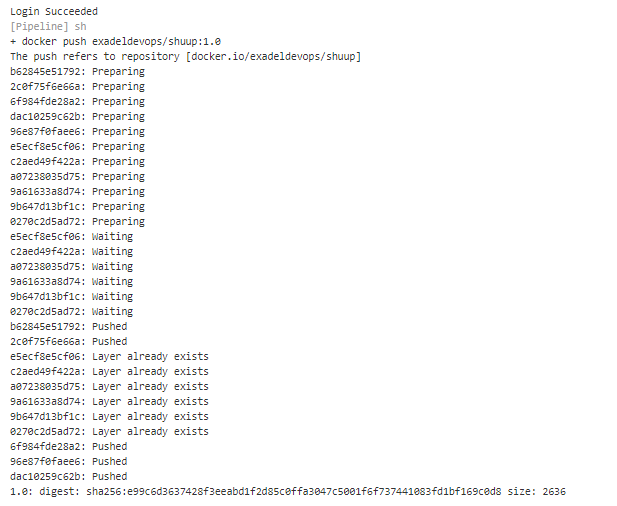 Login Succeeded
[Pipeline] sh
+ docker push exadeldevops/shuup:1.0
The push refers to repository [docker.io/exadeldevops/shuup]
b62845e51792: Preparing
2c0f75f6e66a: Preparing
6f984fde28a2: Preparing
dac10259c62b: Preparing
96e87f0faee6: Preparing
e5ecf8e5cf06: Preparing
c2aed49f422a: Preparing
a07238035d75: Preparing
9a61633a8d74: Preparing
9b647d13bf1c: Preparing
0270c2d5ad72: Preparing
e5ecf8e5cf06: Waiting
c2aed49f422a: Waiting
a07238035d75: Waiting
9a61633a8d74: Waiting
9b647d13bf1c: Waiting
0270c2d5ad72: Waiting
b62845e51792: Pushed
2c0f75f6e66a: Pushed
e5ecf8e5cf06: Layer already exists
c2aed49f422a: Layer already exists
a07238035d75: Layer already exists
9a61633a8d74: Layer already exists
9b647d13bf1c: Layer already exists
0270c2d5ad72: Layer already exists
6f984fde28a2: Pushed
96e87f0faee6: Pushed
dac10259c62b: Pushed
1.0: digest: sha256:e99c6d3637428f3eeabd1f2d85c0ffa3047c5001f6f737441083fd1bf169c0d8 size: 2636